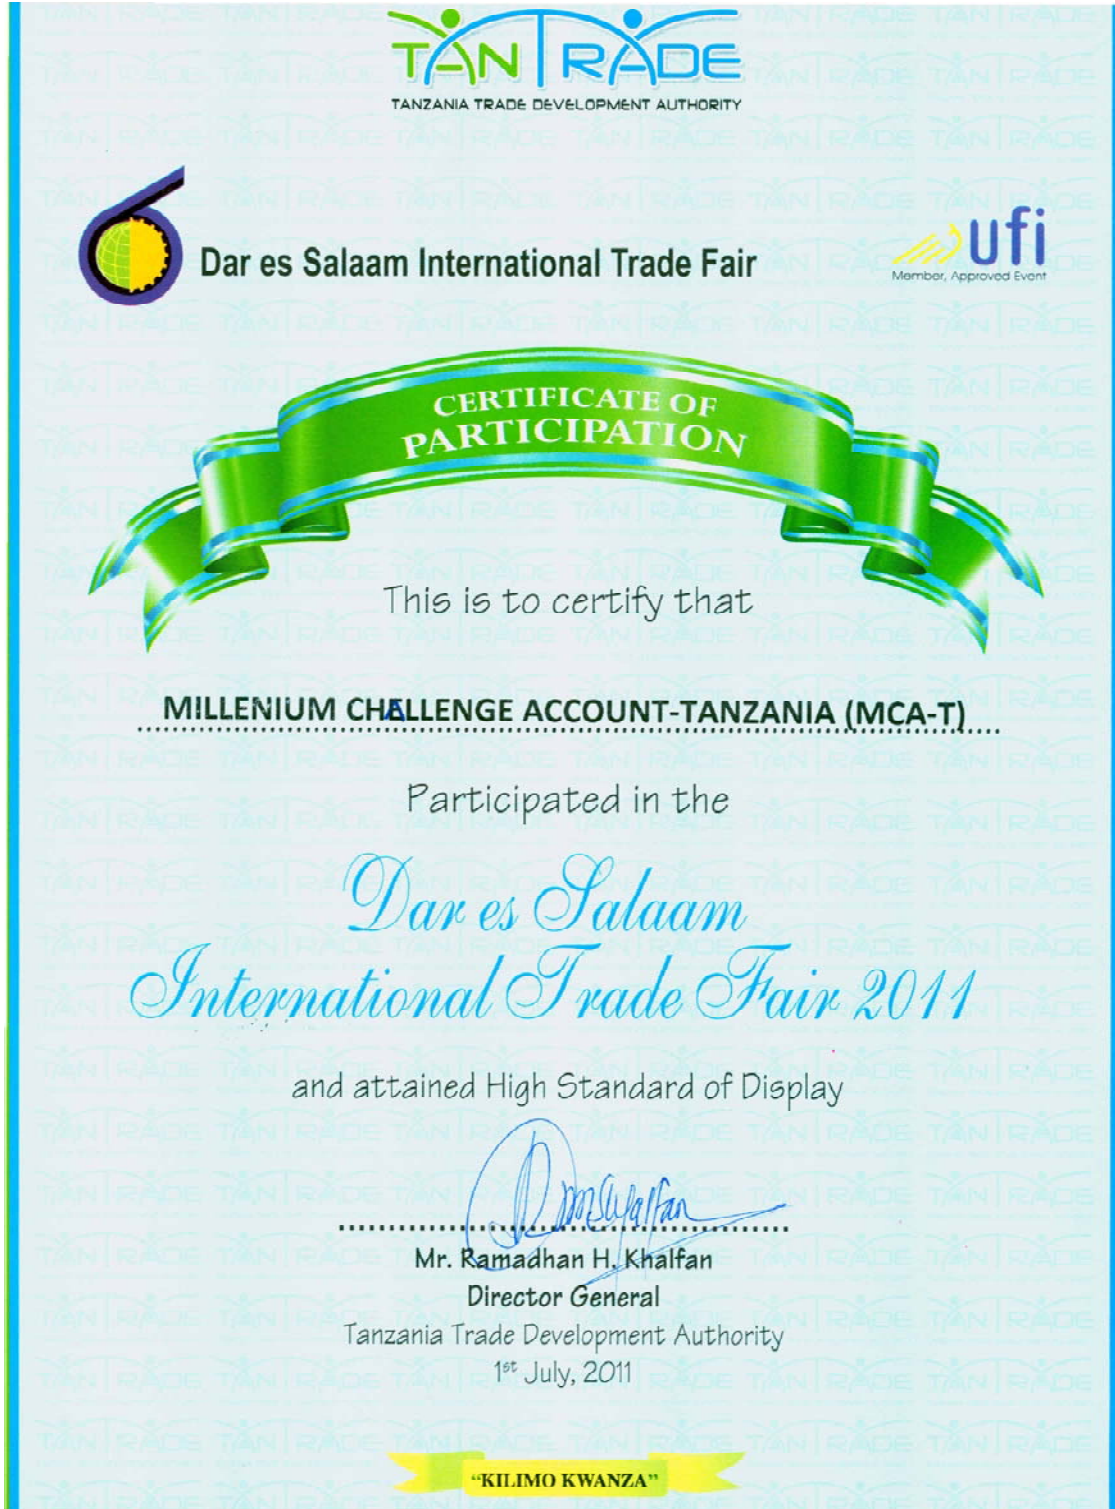 TAN TRADE
TANZANIA TRADE DEVELOPMENT AUTHORITY
Dar es Salaam International Trade Fair
ufi
Member, Approved Event
CERTIFICATE OF
PARTICIPATION
This is to certify that
MILLENIUM CHALLENGE ACCOUNT-TANZANIA (MCA-T)
Participated in the
Dar es Salaam
International Trade Fair 2011
and attained High Standard of Display
Mr. Ramadhan H. Khalfan
Director General
Tanzania Trade Development Authority
1st July, 2011
"KILIMO KWANZA"